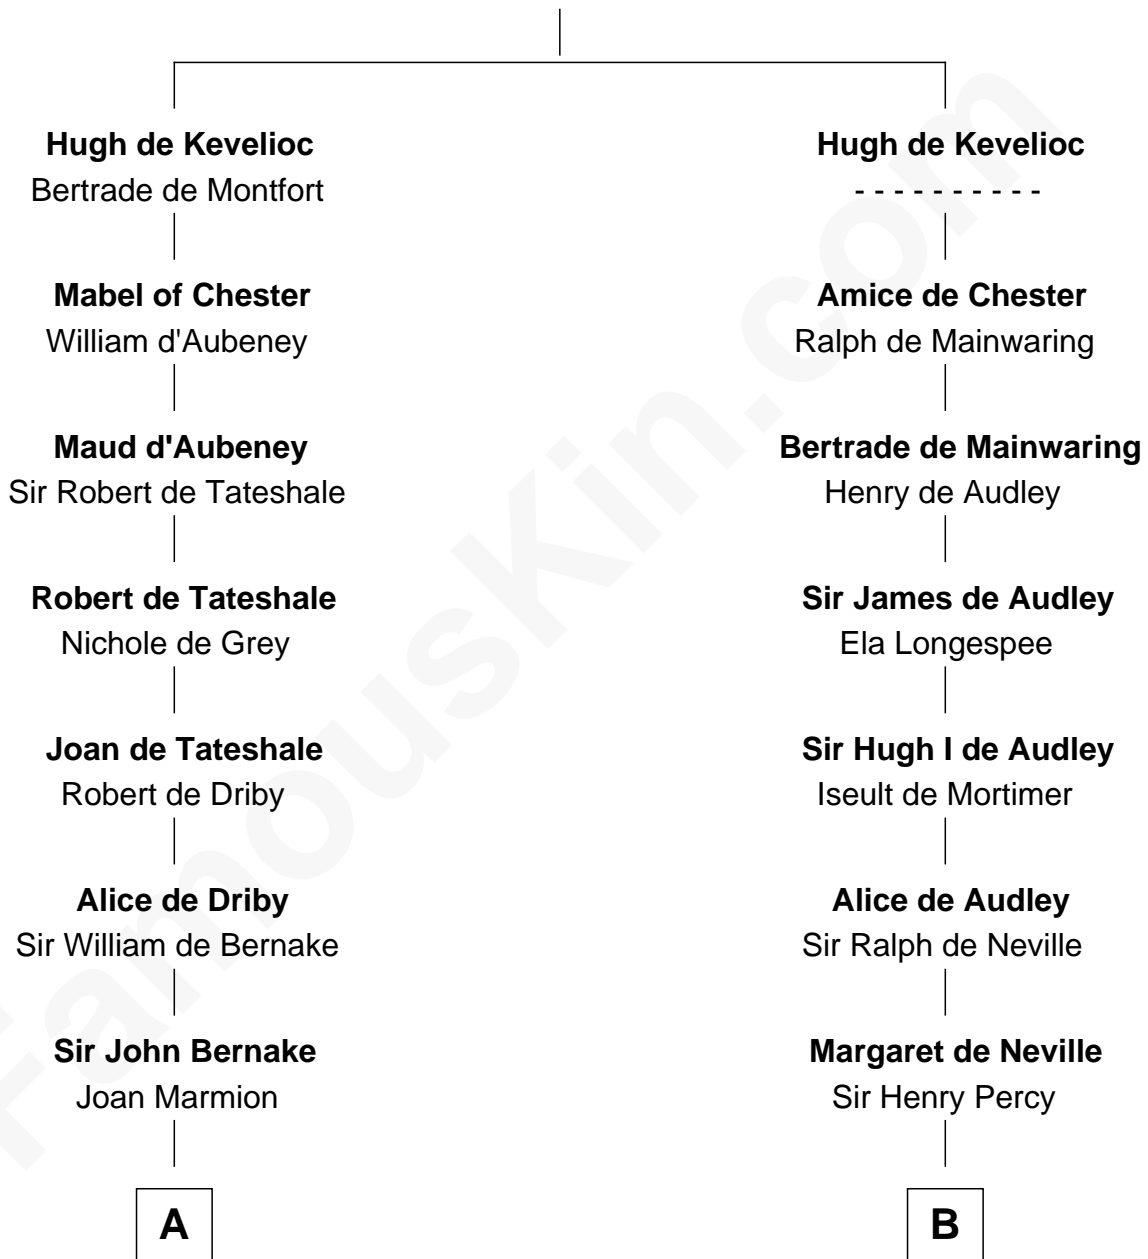 Hugh de Kevelioc
Bertrade de Montfort
Mabel of Chester
William d'Aubeney
Maud d'Aubeney
Sir Robert de Tateshale
Robert de Tateshale
Nichole de Grey
Joan de Tateshale
Robert de Driby
Alice de Driby
Sir William de Bernake
Sir John Bernake
Joan Marmion
A
Hugh de Kevelioc
- - - - - - - - - -
Amice de Chester
Ralph de Mainwaring
Bertrade de Mainwaring
Henry de Audley
Sir James de Audley
Ela Longespee
Sir Hugh I de Audley
Iseult de Mortimer
Alice de Audley
Sir Ralph de Neville
Margaret de Neville
Sir Henry Percy
B
FamousKin.com